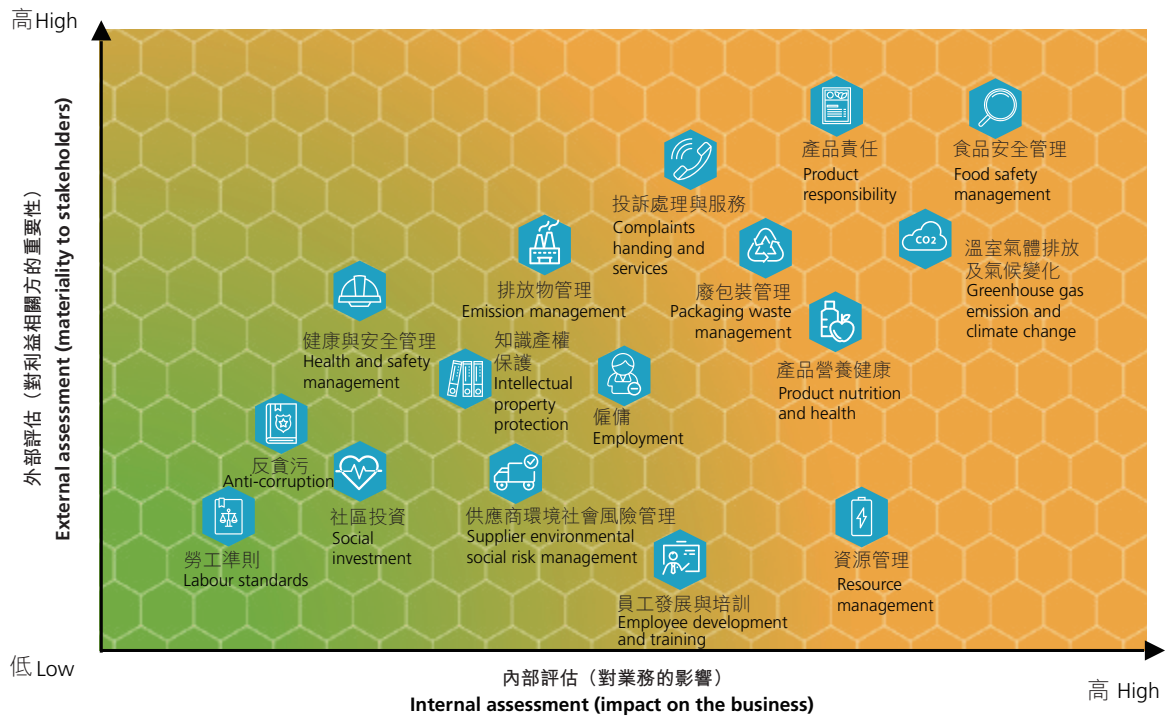 高High
外部評估（對利益相關方的重要性）
External assessment (materiality to stakeholders)
產品責任
Product
responsibility
食品安全管理
Food safety
management
投訴處理與服務
Complaints
handing and
services
CO2
溫室氣體排放
及氣候變化
Greenhouse gas
emission and
climate change
排放物管理
Emission management
廢包裝管理
Packaging waste
management
健康與安全管理
Health and safety
management
知識產權
保護
Intellectual
property
protection
僱傭
Employment
產品營養健康
Product nutrition
and health
反貪污
Anti-corruption
社區投資
Social
investment
供應商環境社會風險管理
Supplier environmental
social risk management
勞工準則
Labour standards
員工發展與培訓
Employee development
and training
資源管理
Resource
management
低 Low
內部評估（對業務的影響）
Internal assessment (impact on the business)
高 High